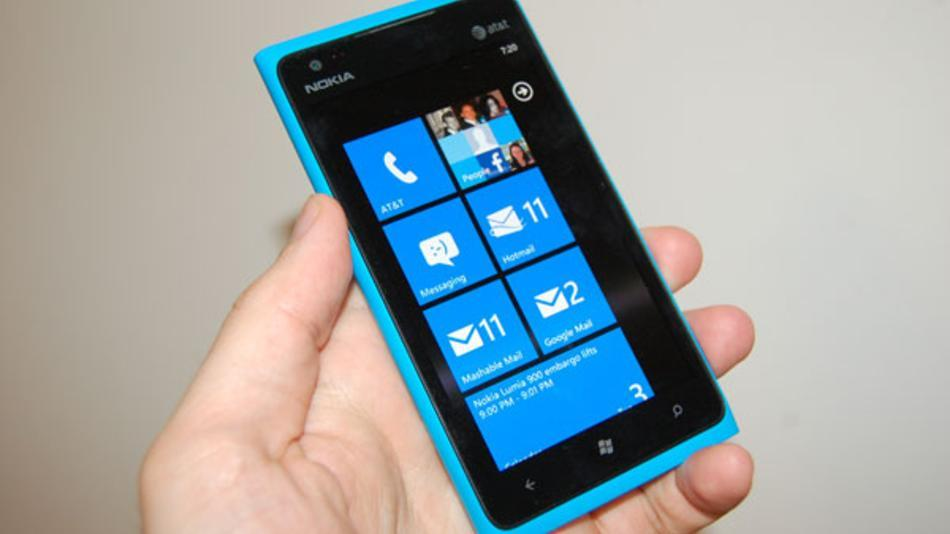 at&t
NOKIA
7:20
AT&T
People
f
Messaging
11
Hotmail
11
Mashable Mail
2
Google Mail
Nokia Lumia 900 embargo lifts
9:00 PM - 9:01 PM
3